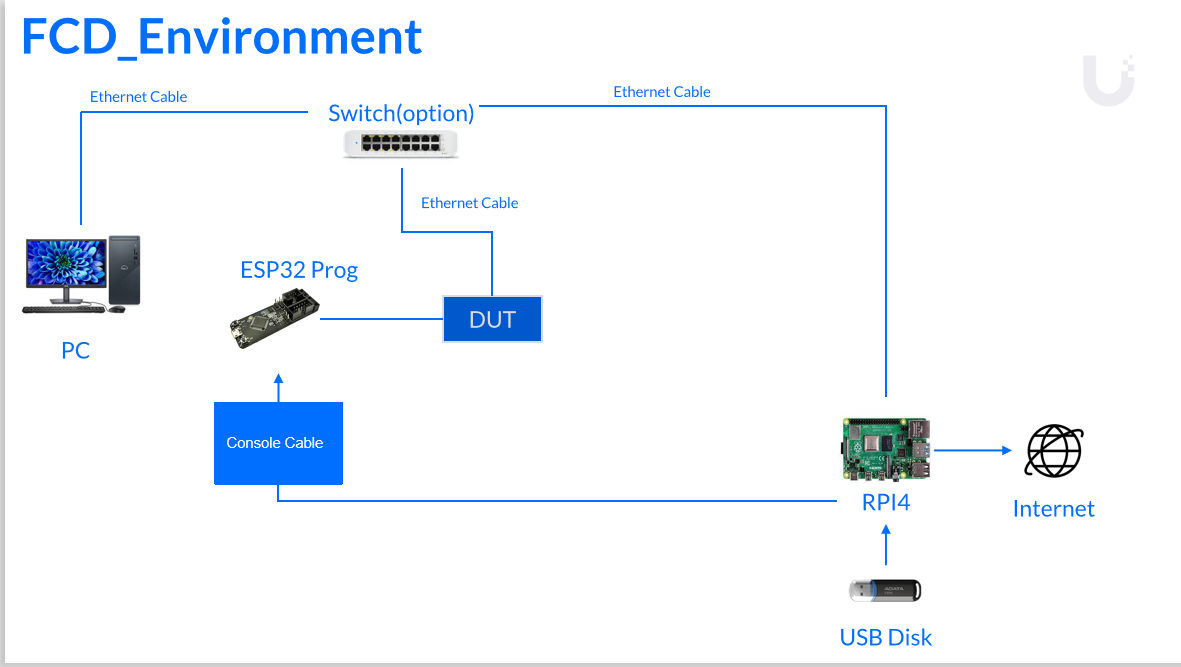 FCD_Environment
Ethernet Cable
Ethernet Cable
Switch(option)
Ethernet Cable
ESP32 Prog
DUT
PC
Console Cable
RPI4
Internet
USB Disk
ADATA